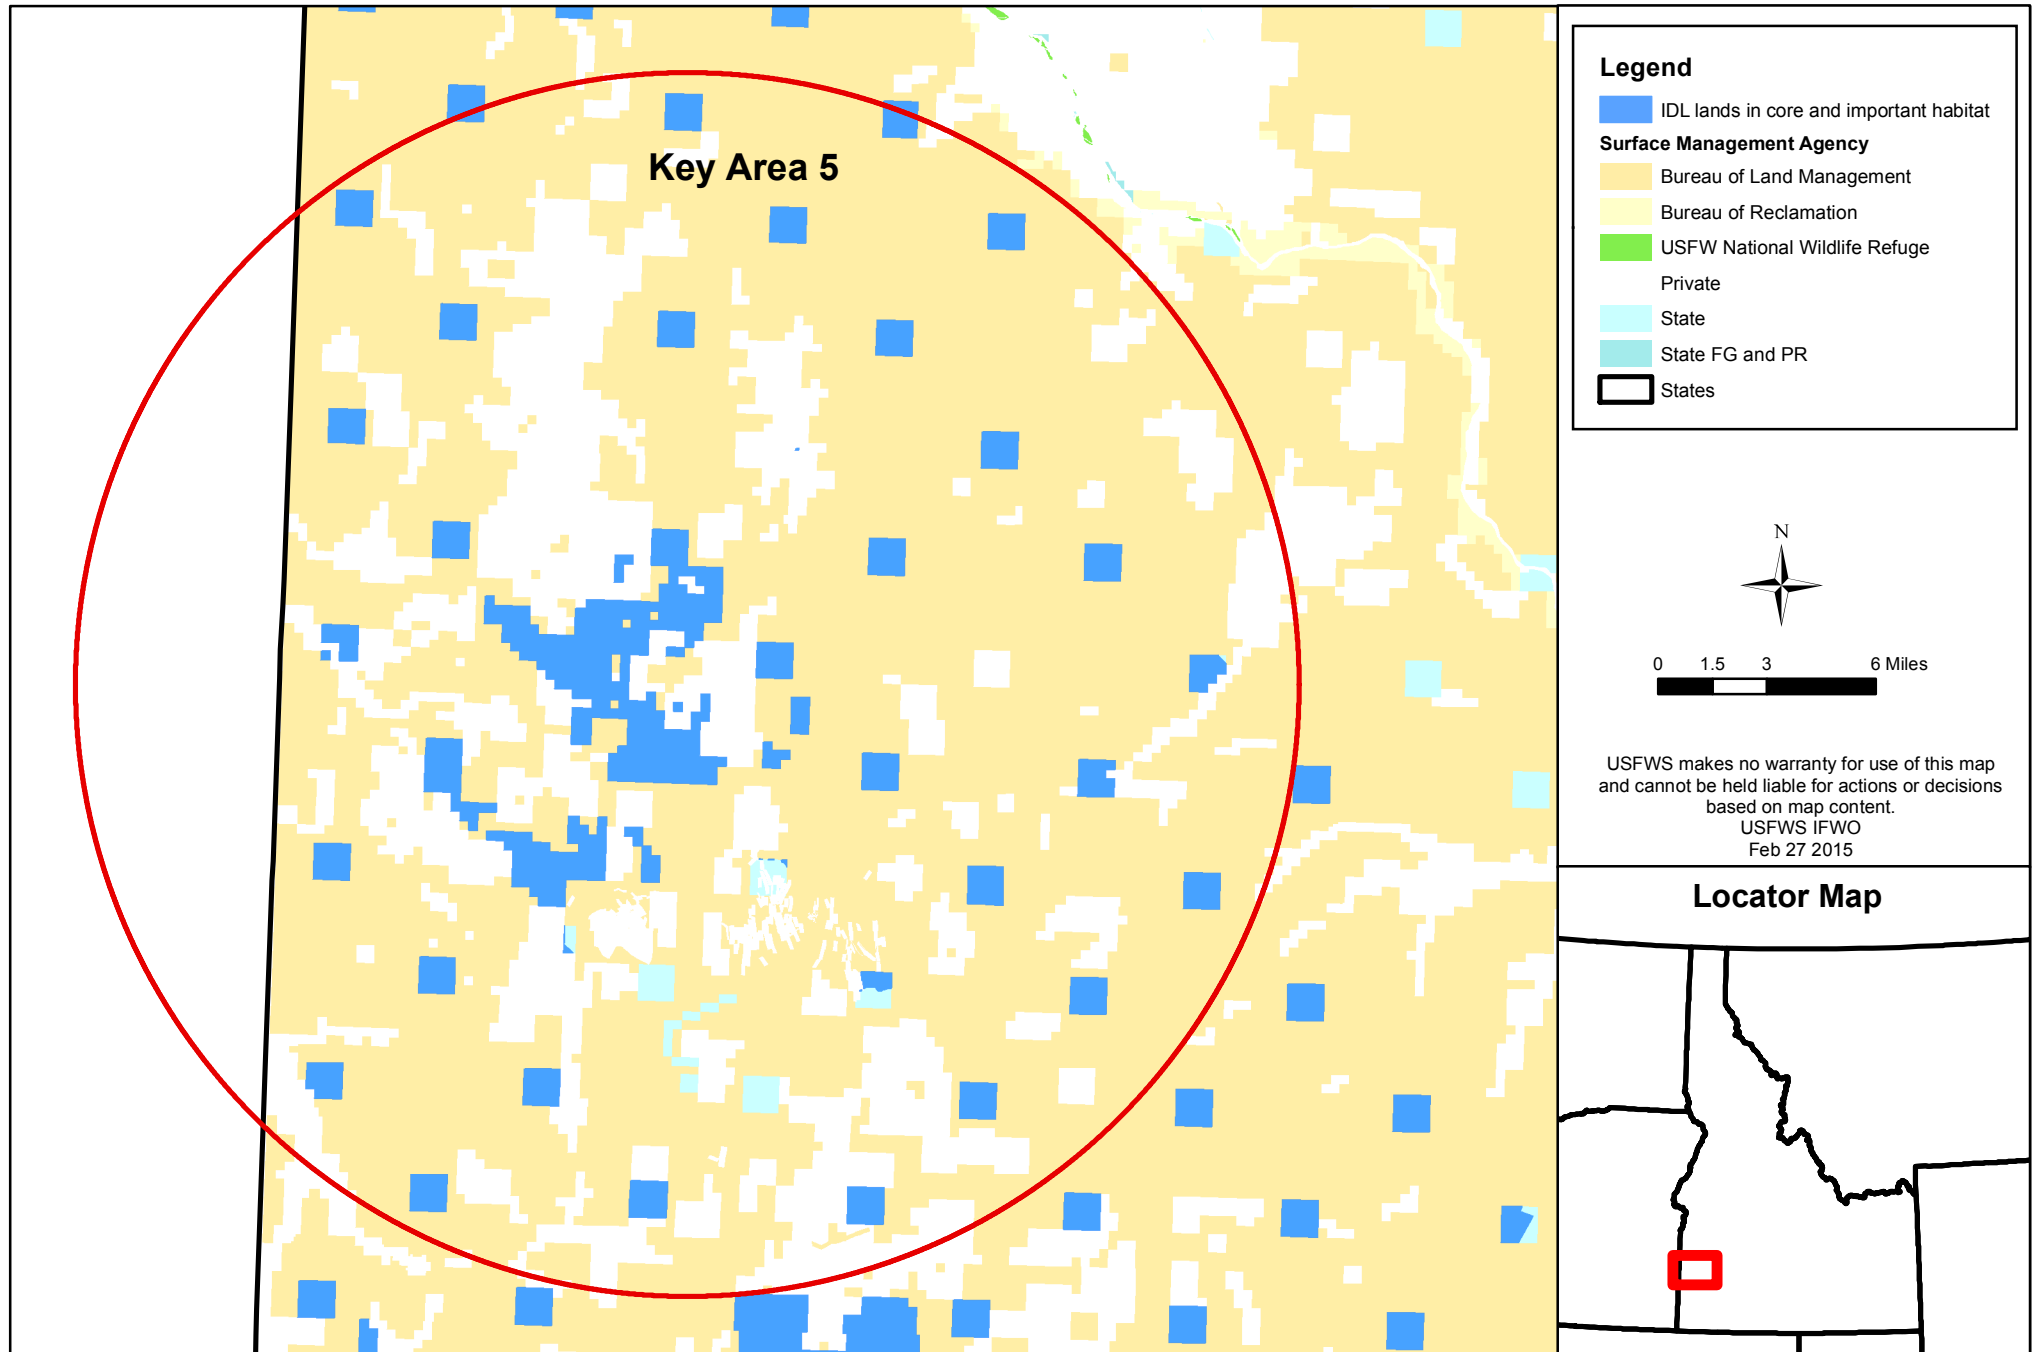 Key Area 5
Legend
IDL lands in core and important habitat
Surface Management Agency
Bureau of Land Management
Bureau of Reclamation
USFW National Wildlife Refuge
Private
State
State FG and PR
States
N
0 1.5 3 6 Miles
USFWS makes no warranty for use of this map
and cannot be held liable for actions or decisions
based on map content.
USFWS IFWO
Feb 27 2015
Locator Map